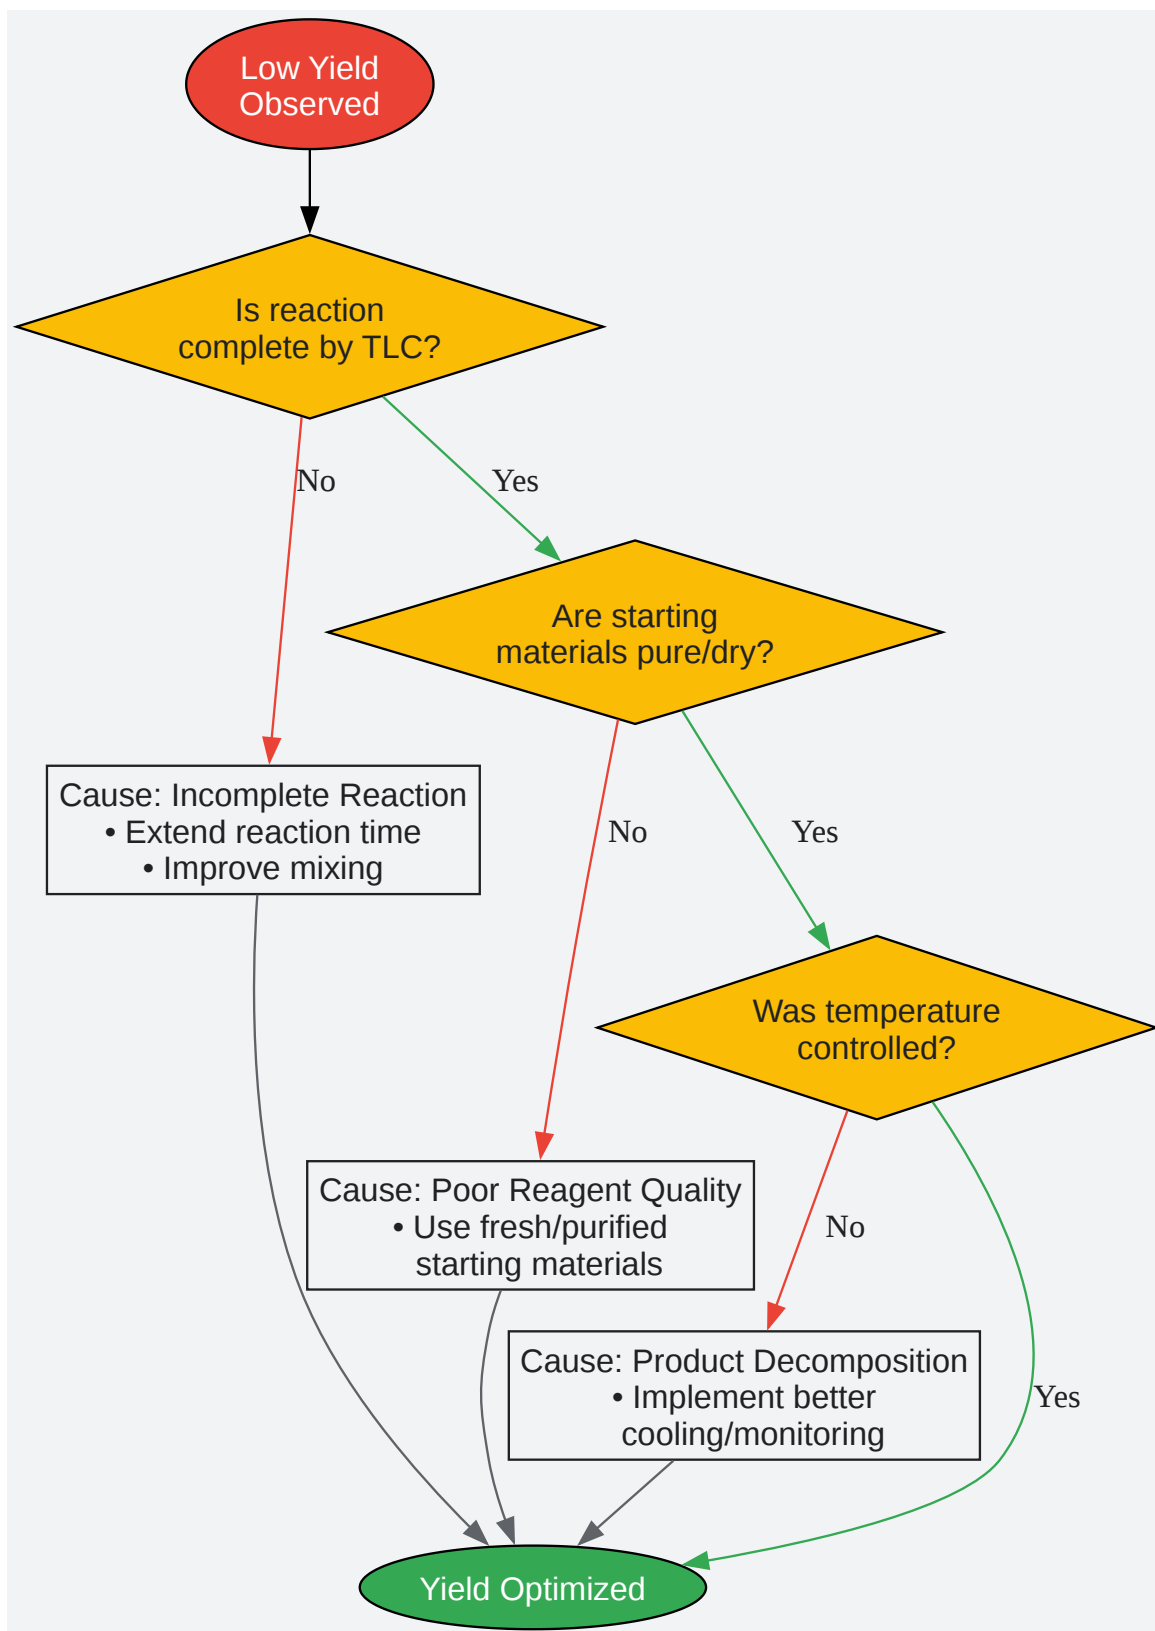 Low Yield
Observed
Is reaction
complete by TLC?
No
Yes
Are starting
materials pure/dry?
Cause: Incomplete Reaction
• Extend reaction time
• Improve mixing
No
Yes
Was temperature
controlled?
Cause: Poor Reagent Quality
• Use fresh/purified
starting materials
No
Cause: Product Decomposition
• Implement better
cooling/monitoring
Yes
Yield Optimized